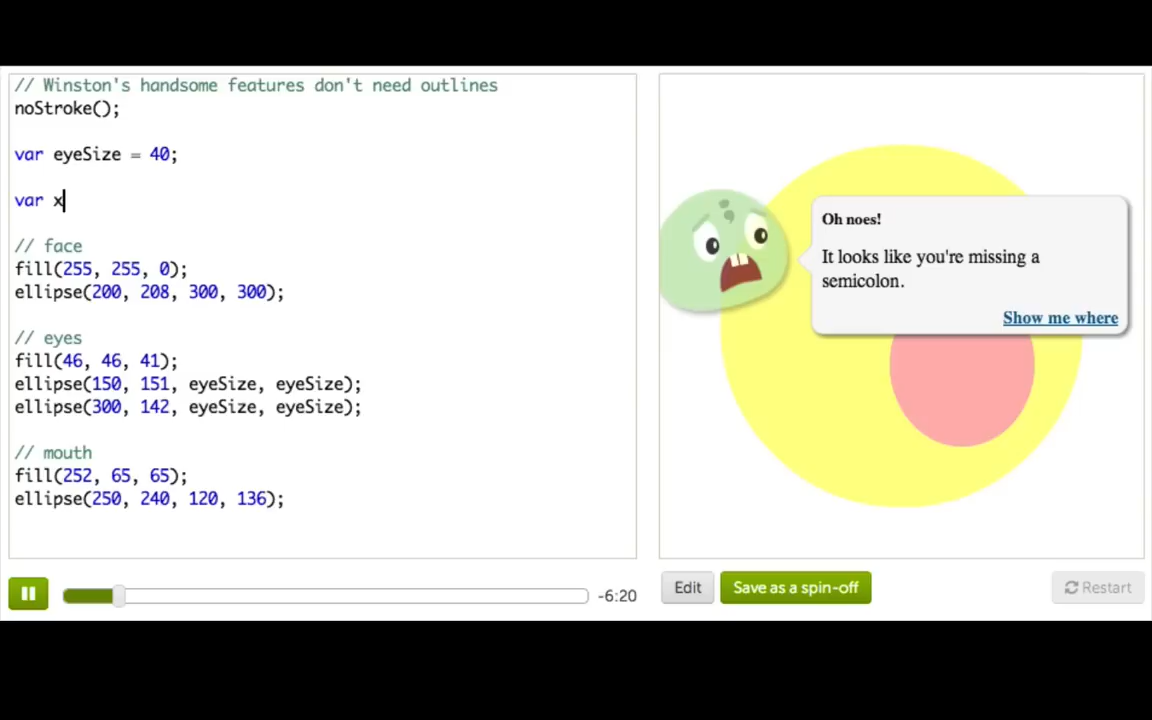 // Winston's handsome features don't need outlines
noStroke();
var eyeSize = 40;
var x
// face
fill(255, 255, 0);
ellipse(200, 208, 300, 300);
// eyes
fill(46, 46, 41);
ellipse(150, 151, eyeSize, eyeSize);
ellipse(300, 142, eyeSize, eyeSize);
// mouth
fill(252, 65, 65);
ellipse(250, 240, 120, 136);
Oh noes!
It looks like you're missing a
semicolon.
Show me where
-6:20
Edit
Save as a spin-off
Restart